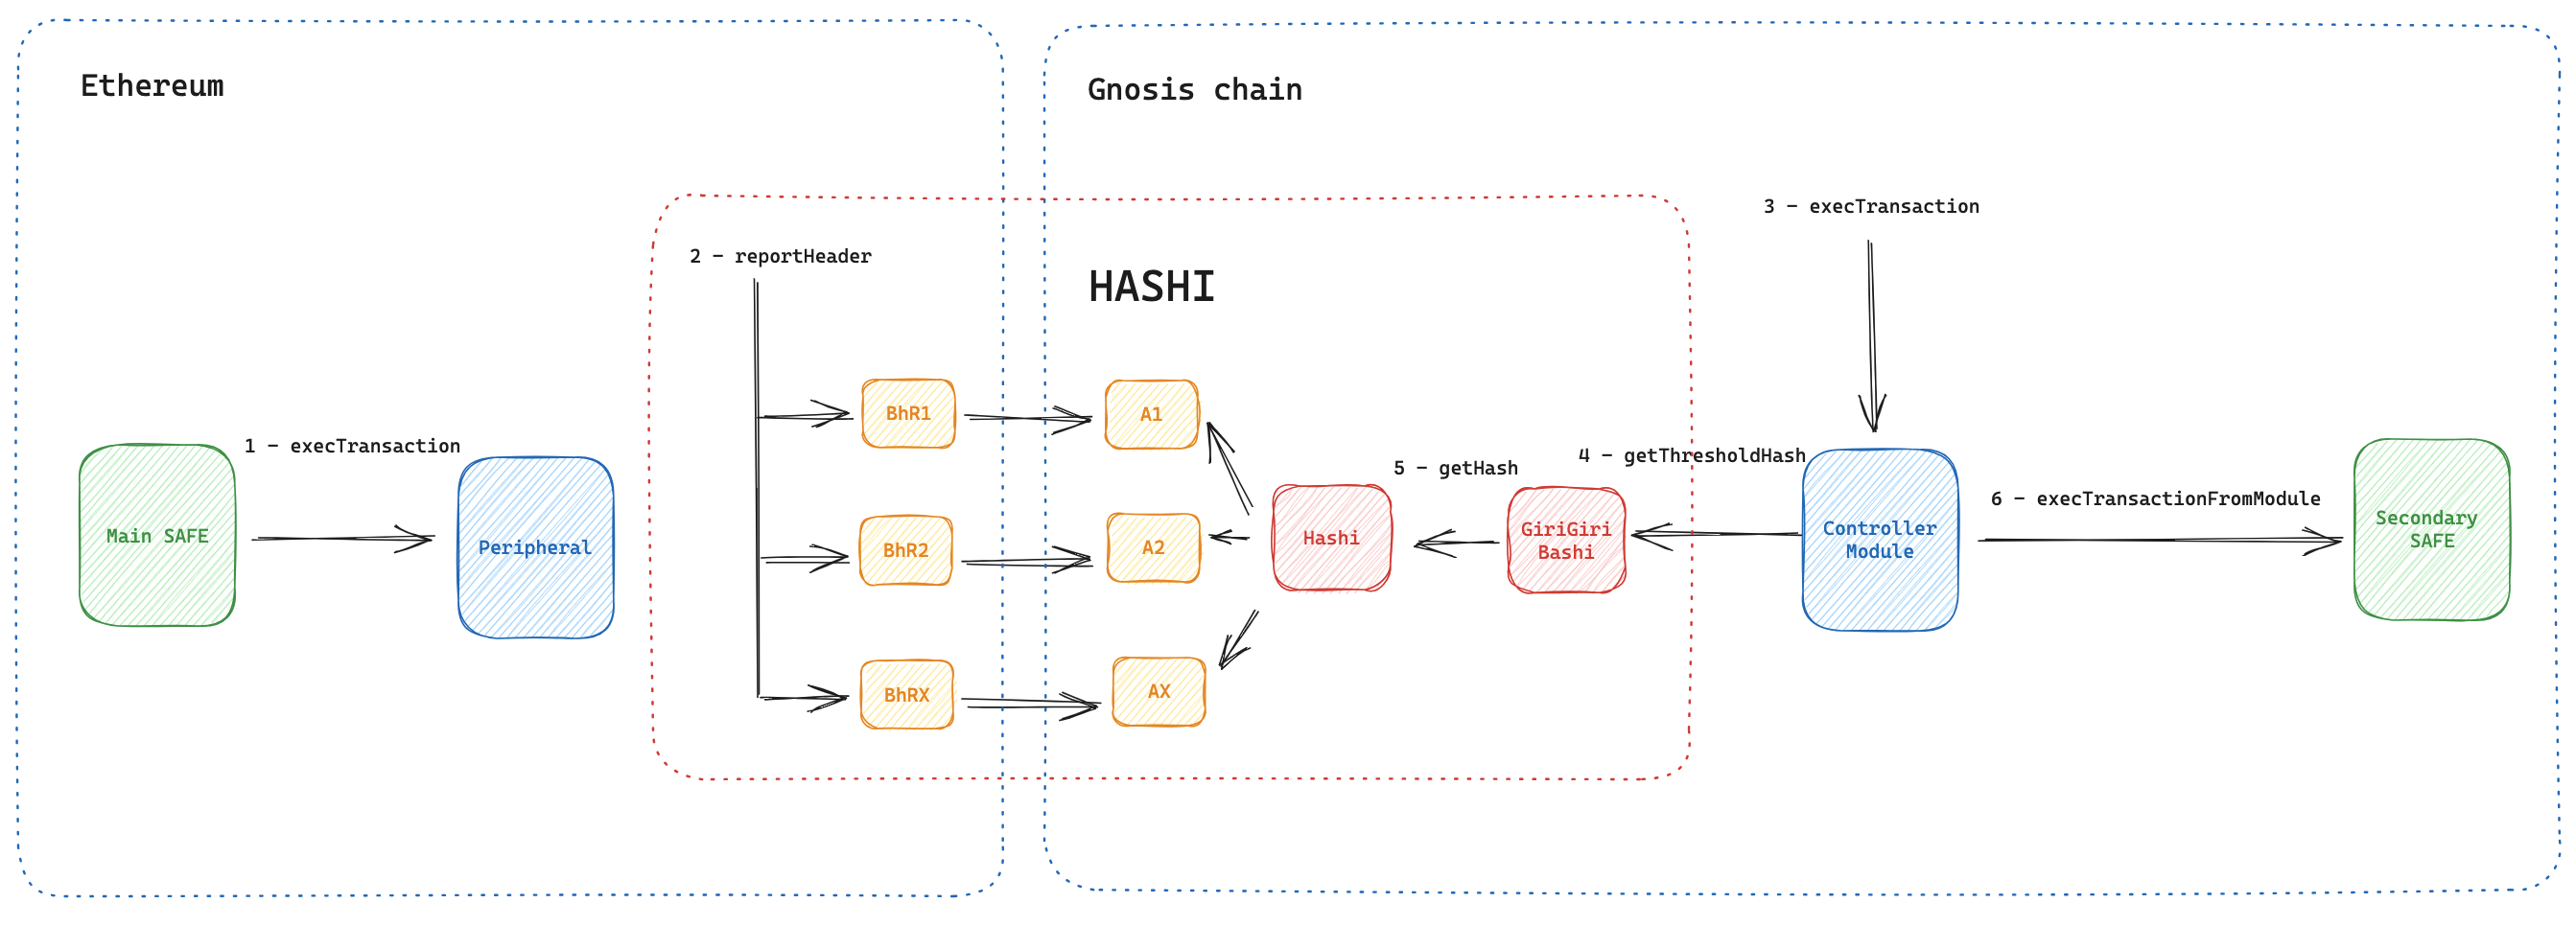 Ethereum
Gnosis chain
3 - execTransaction
2 - reportHeader
HASHI
BhR1
A1
1 - execTransaction
4 - getThresholdHash
5 - getHash
6 - execTransactionFromModule
Main SAFE
Peripheral
BhR2
A2
Hashi
GiriGiri
Bashi
Controller
Module
Secondary
SAFE
BhRX
AX